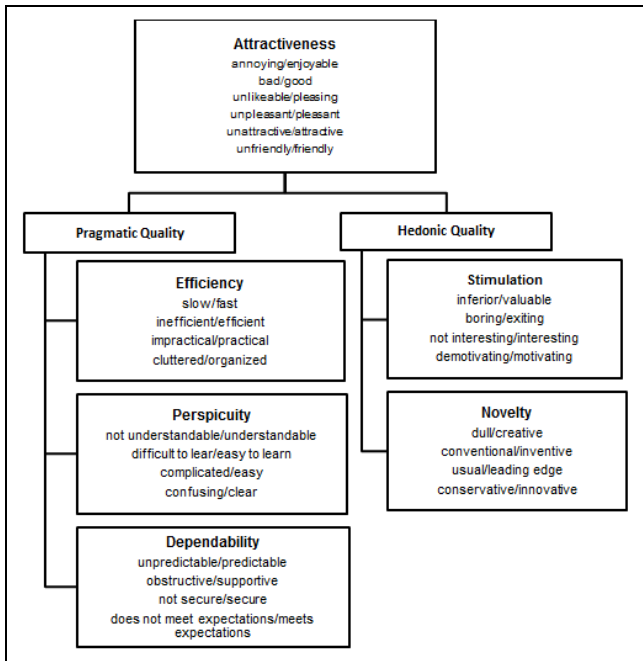 Attractiveness
annoying/enjoyable
bad/good
unlikeable/pleasing
unpleasant/pleasant
unattractive/attractive
unfriendly/friendly
Pragmatic Quality
Hedonic Quality
Efficiency
slow/fast
inefficient/efficient
impractical/practical
cluttered/organized
Perspicuity
not understandable/understandable
difficult to lear/easy to learn
complicated/easy
confusing/clear
Dependability
unpredictable/predictable
obstructive/supportive
not secure/secure
does not meet expectations/meets
expectations
Stimulation
inferior/valuable
boring/exiting
not interesting/interesting
demotivating/motivating
Novelty
dull/creative
conventional/inventive
usual/leading edge
conservative/innovative